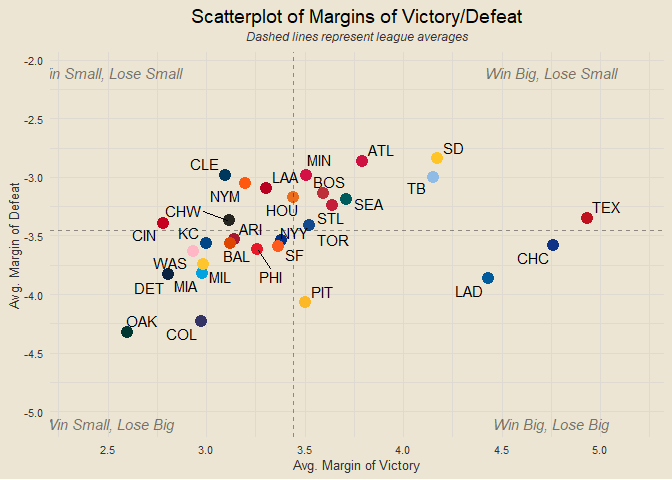 Scatterplot of Margins of Victory/Defeat
Dashed lines represent league averages
-2.0
in Small, Lose Small
Win Big, Lose Small
-2.5
ATL
SD
MIN
CLE
-3.0
LAA
BOS
TB
NYM
SEA
TEX
CHW
HOU
STL
ARI
KC
NYY
CIN
-3.5
TOR
BAL
SF
CHC
WAS
MIL
PHI
DET
MIA
LAD
PIT
-4.0
OAK
COL
-4.5
-5.0
Win Small, Lose Big
Win Big, Lose Big
2.5
3.0
3.5
4.0
4.5
5.0
Avg. Margin of Victory
Avg. Margin of Defeat